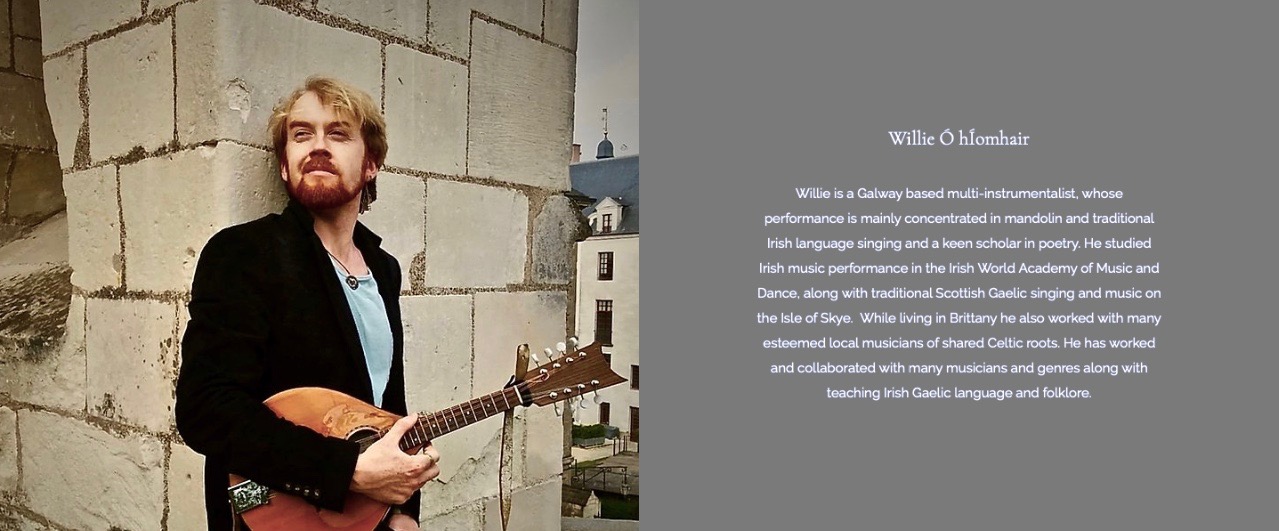 Willie Ó hÍomhair
Willie is a Galway based multi-instrumentalist, whose
performance is mainly concentrated in mandolin and traditional
Irish language singing and a keen scholar in poetry. He studied
Irish music performance in the Irish World Academy of Music and
Dance, along with traditional Scottish Gaelic singing and music on
the Isle of Skye.  While living in Brittany he also worked with many
esteemed local musicians of shared Celtic roots. He has worked
and collaborated with many musicians and genres along with
teaching Irish Gaelic language and folklore.